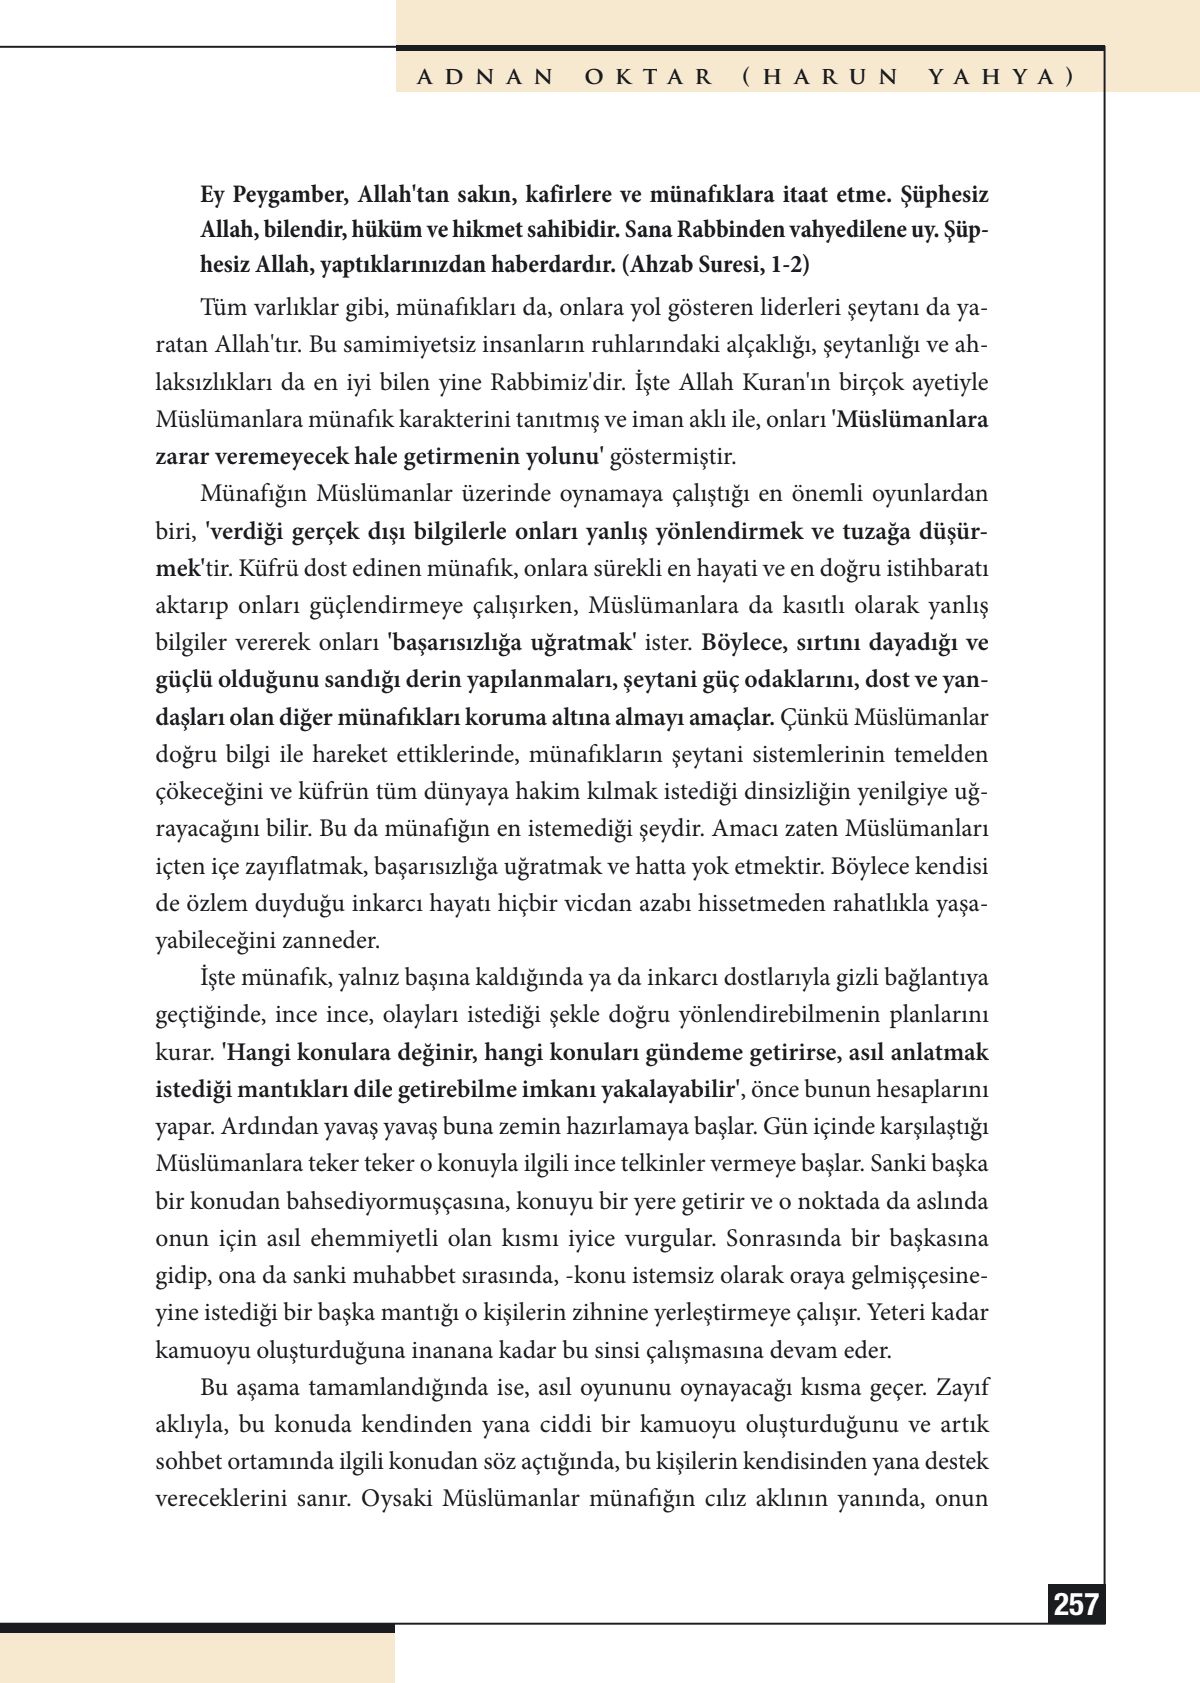 ADNAN OKTAR (HARUN YAHYA)
Ey Peygamber, Allah'tan sakın, kafirlere ve münafıklara itaat etme. Şüphesiz
Allah, bilendir, hüküm ve hikmet sahibidir. Sana Rabbinden vahyedilene uy. Şüp-
hesiz Allah, yaptıklarınızdan haberdardır. (Ahzab Suresi, 1-2)
Tüm varlıklar gibi, münafıkları da, onlara yol gösteren liderleri şeytanı da ya-
ratan Allah'tır. Bu samimiyetsiz insanların ruhlarındaki alçaklığı, şeytanlığı ve ah-
laksızlıkları da en iyi bilen yine Rabbimiz'dir. İşte Allah Kuran'ın birçok ayetiyle
Müslümanlara münafık karakterini tanıtmış ve iman aklı ile, onları 'Müslümanlara
zarar veremeyecek hale getirmenin yolunu' göstermiştir.
Münafığın Müslümanlar üzerinde oynamaya çalıştığı en önemli oyunlardan
biri, 'verdiği gerçek dışı bilgilerle onları yanlış yönlendirmek ve tuzağa düşür-
mek'tir. Küfrü dost edinen münafık, onlara sürekli en hayati ve en doğru istihbaratı
aktarıp onları güçlendirmeye çalışırken, Müslümanlara da kasıtlı olarak yanlış
bilgiler vererek onları 'başarısızlığa uğratmak' ister. Böylece, sırtını dayadığı ve
güçlü olduğunu sandığı derin yapılanmaları, şeytani güç odaklarını, dost ve yan-
daşları olan diğer münafıkları koruma altına almayı amaçlar. Çünkü Müslümanlar
doğru bilgi ile hareket ettiklerinde, münafıkların şeytani sistemlerinin temelden
çökeceğini ve küfrün tüm dünyaya hakim kılmak istediği dinsizliğin yenilgiye uğ-
rayacağını bilir. Bu da münafığın en istemediği şeydir. Amacı zaten Müslümanları
içten içe zayıflatmak, başarısızlığa uğratmak ve hatta yok etmektir. Böylece kendisi
de özlem duyduğu inkarcı hayatı hiçbir vicdan azabı hissetmeden rahatlıkla yaşa-
yabileceğini zanneder.
İşte münafık, yalnız başına kaldığında ya da inkarcı dostlarıyla gizli bağlantıya
geçtiğinde, ince ince, olayları istediği şekle doğru yönlendirebilmenin planlarını
kurar. 'Hangi konulara değinir, hangi konuları gündeme getirirse, asıl anlatmak
istediği mantıkları dile getirebilme imkanı yakalayabilir', önce bunun hesaplarını
yapar. Ardından yavaş yavaş buna zemin hazırlamaya başlar. Gün içinde karşılaştığı
Müslümanlara teker teker o konuyla ilgili ince telkinler vermeye başlar. Sanki başka
bir konudan bahsediyormuşçasına, konuyu bir yere getirir ve o noktada da aslında
onun için asıl ehemmiyetli olan kısmı iyice vurgular. Sonrasında bir başkasına
gidip, ona da sanki muhabbet sırasında, -konu istemsiz olarak oraya gelmişçesine-
yine istediği bir başka mantığı o kişilerin zihnine yerleştirmeye çalışır. Yeteri kadar
kamuoyu oluşturduğuna inanana kadar bu sinsi çalışmasına devam eder.
Bu aşama tamamlandığında ise, asıl oyununu oynayacağı kısma geçer. Zayıf
aklıyla, bu konuda kendinden yana ciddi bir kamuoyu oluşturduğunu ve artık
sohbet ortamında ilgili konudan söz açtığında, bu kişilerin kendisinden yana destek
vereceklerini sanır. Oysaki Müslümanlar münafığın cılız aklının yanında, onun
257